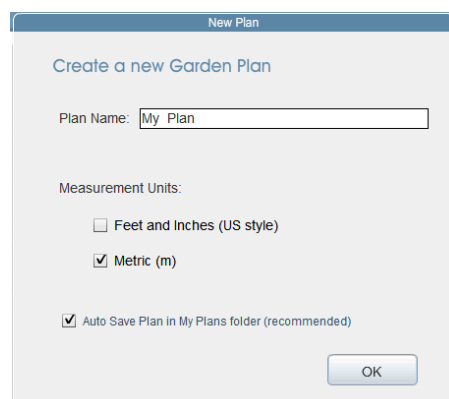 New Plan
Create a new Garden Plan
Plan Name: My Plan
Measurement Units:
Feet and Inches (US style)
Metric (m)
Auto Save Plan in My Plans folder (recommended)
OK